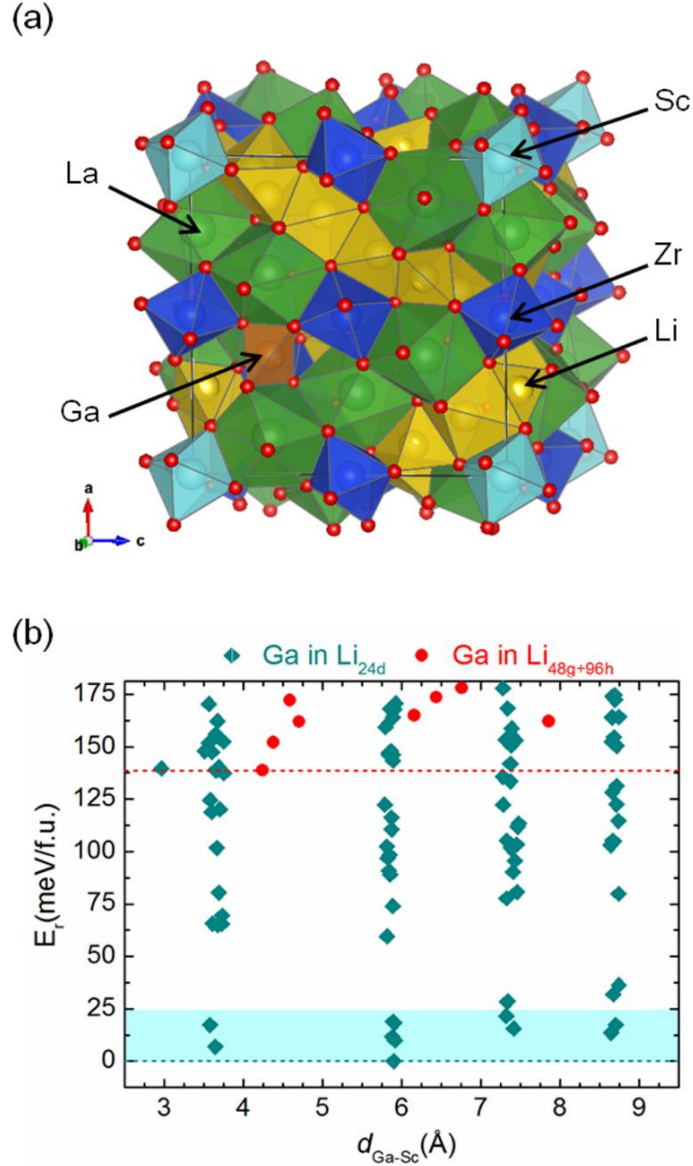 (a)
Sc
La
Zr
Li
Ga
a
b
c
(b)
Ga in Li24d
Ga in Li48g+96h
175
150
125
100
75
50
25
0
Er(meV/f.u.)
3 4 5 6 7 8 9
dGa-Sc(Å)